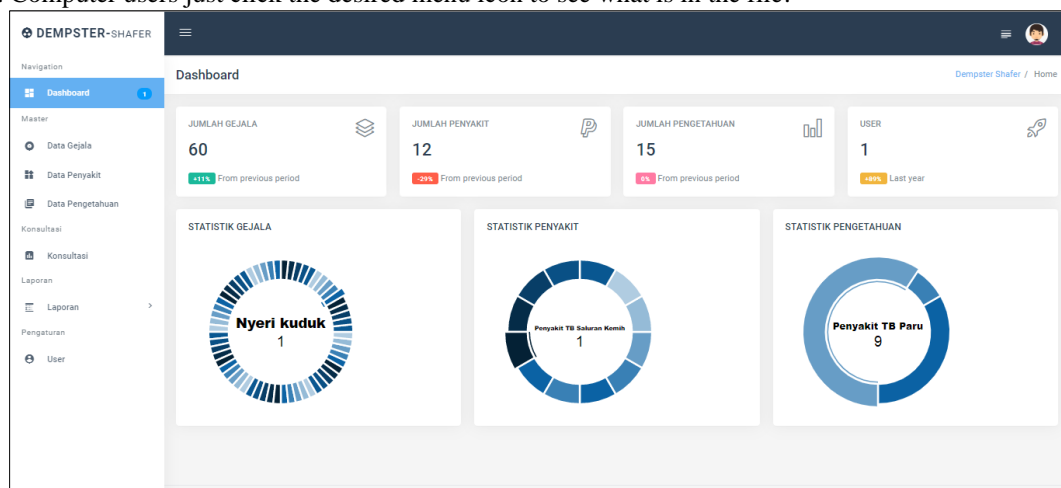 Computer users just click the desired menu icon to see what is in the file.
DEMPSTER-SHAFER
Navigation
Dashboard 1
Master
Data Gejala
Data Penyakit
Data Pengetahuan
Konsultasi
Konsultasi
Laporan
Laporan
Pengaturan
User
Dashboard
Dempster Shafer / Home
JUMLAH GEJALA
60
+11% From previous period
JUMLAH PENYAKIT
12
-29% From previous period
JUMLAH PENGETAHUAN
15
0% From previous period
USER
1
+89% Last year
STATISTIK GEJALA
Nyeri kuduk
1
STATISTIK PENYAKIT
Penyakit TB Saluran Kemih
1
STATISTIK PENGETAHUAN
Penyakit TB Paru
9